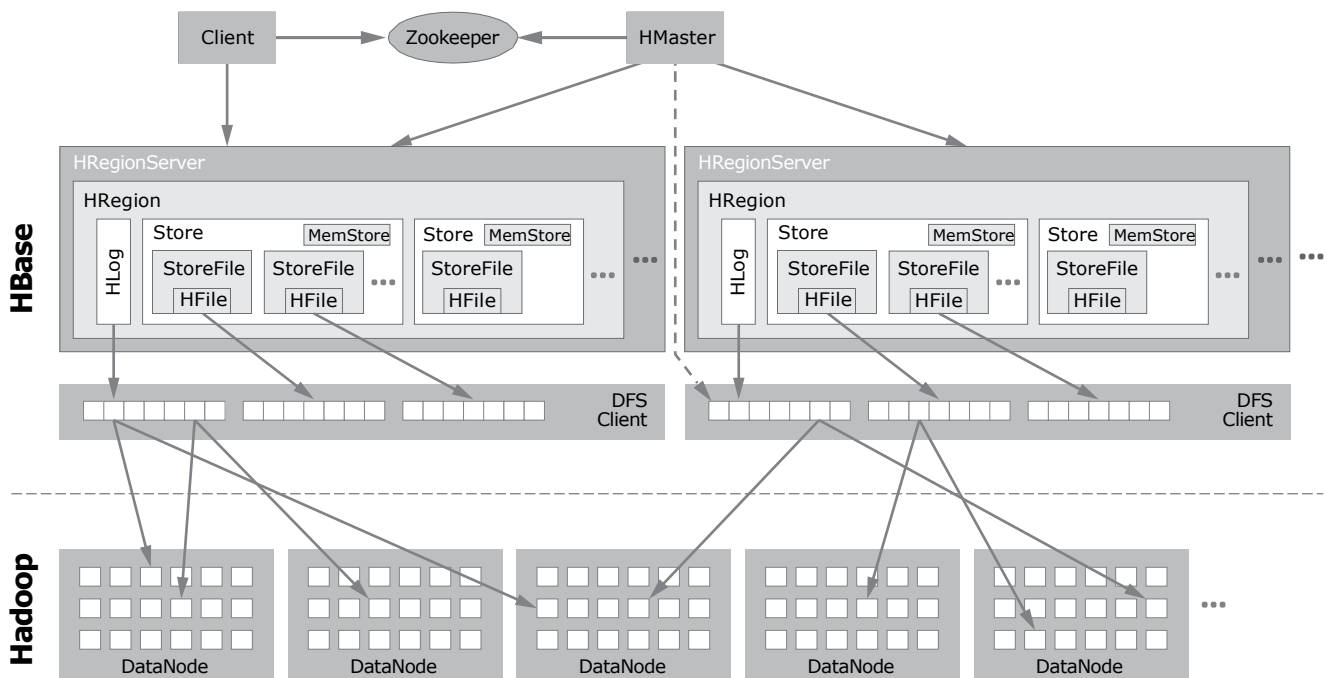 Client
Zookeeper
HMaster
HBase
HRegionServer
HRegion
HLog
Store
MemStore
StoreFile
HFile
StoreFile
HFile
...
Store
MemStore
StoreFile
HFile
...
...
HRegionServer
HRegion
HLog
Store
MemStore
StoreFile
HFile
StoreFile
HFile
...
Store
MemStore
StoreFile
HFile
...
...
...
DFS
Client
DFS
Client
Hadoop
DataNode
DataNode
DataNode
DataNode
DataNode
...